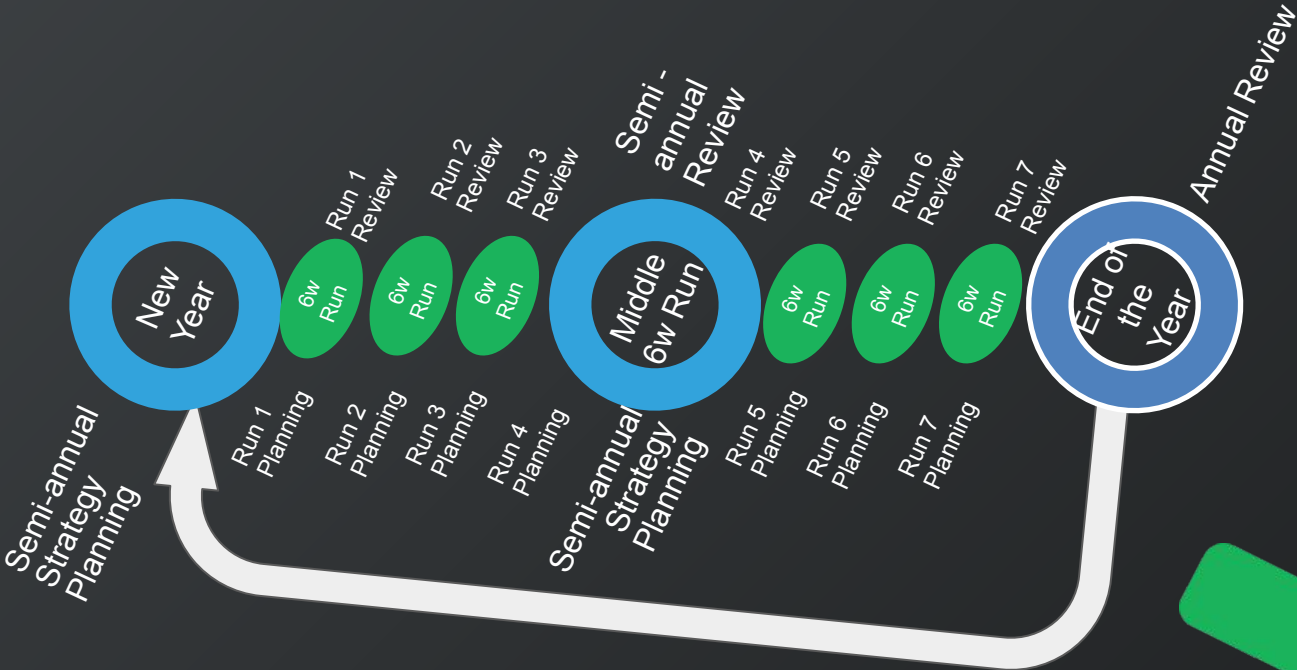 Run 1
Review
Run 2
Review
Run 3
Review
Semi -
annual
Review
Run 4
Review
Run 5
Review
Run 6
Review
Run 7
Review
Annual Review
New
Year
6w
Run
6w
Run
6w
Run
Middle
6w Run
6w
Run
6w
Run
6w
Run
End of
the
Year
Semi-annual
Strategy
Planning
Run 1
Planning
Run 2
Planning
Run 3
Planning
Run 4
Planning
Semi-annual
Strategy
Planning
Run 5
Planning
Run 6
Planning
Run 7
Planning